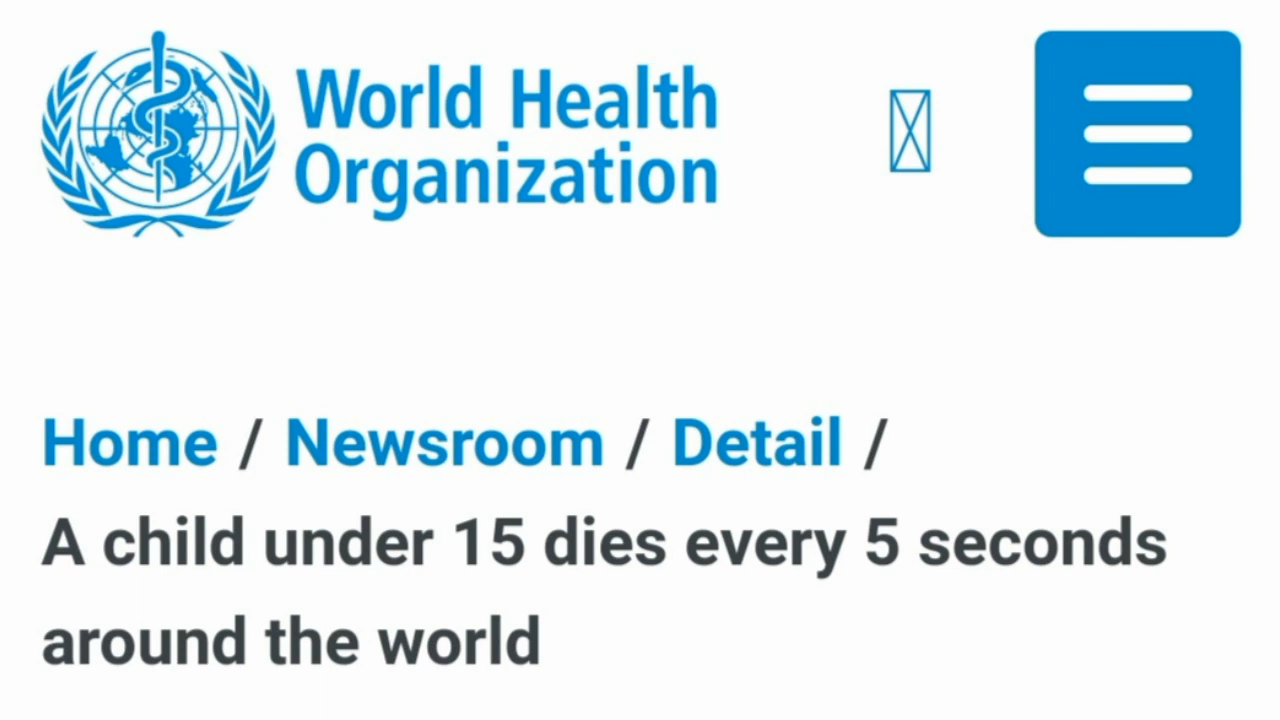 World Health
Organization
Home / Newsroom / Detail /
A child under 15 dies every 5 seconds
around the world